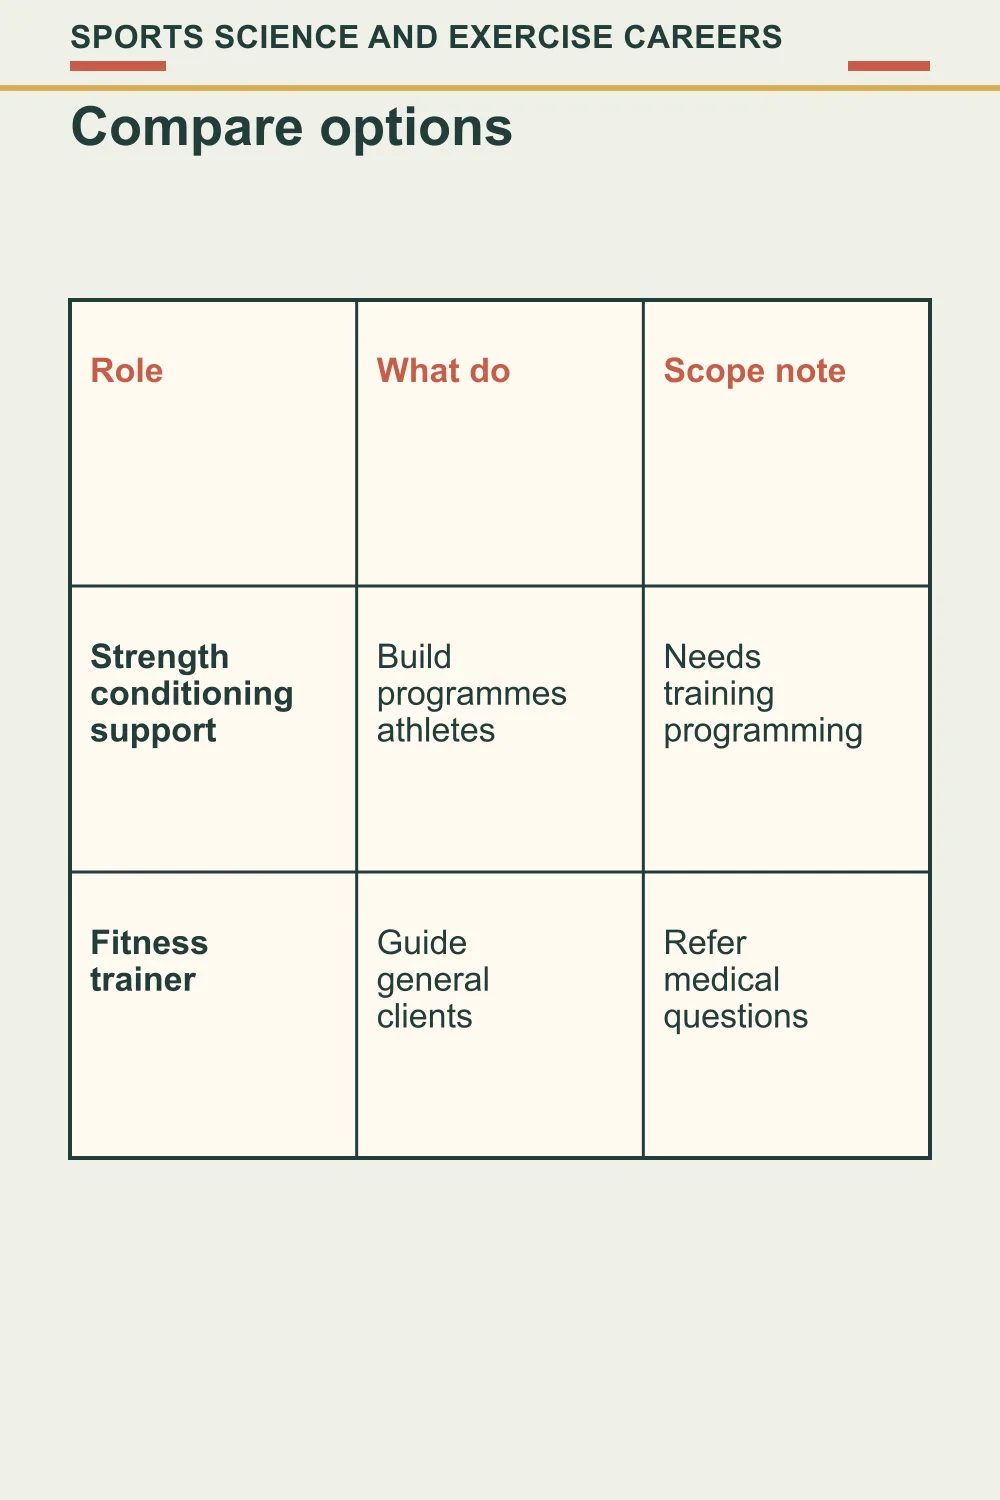 SPORTS SCIENCE AND EXERCISE CAREERS
Compare options
Role
What do
Scope note
Strength
conditioning
support
Build
programmes
athletes
Needs
training
programming
Fitness
trainer
Guide
general
clients
Refer
medical
questions